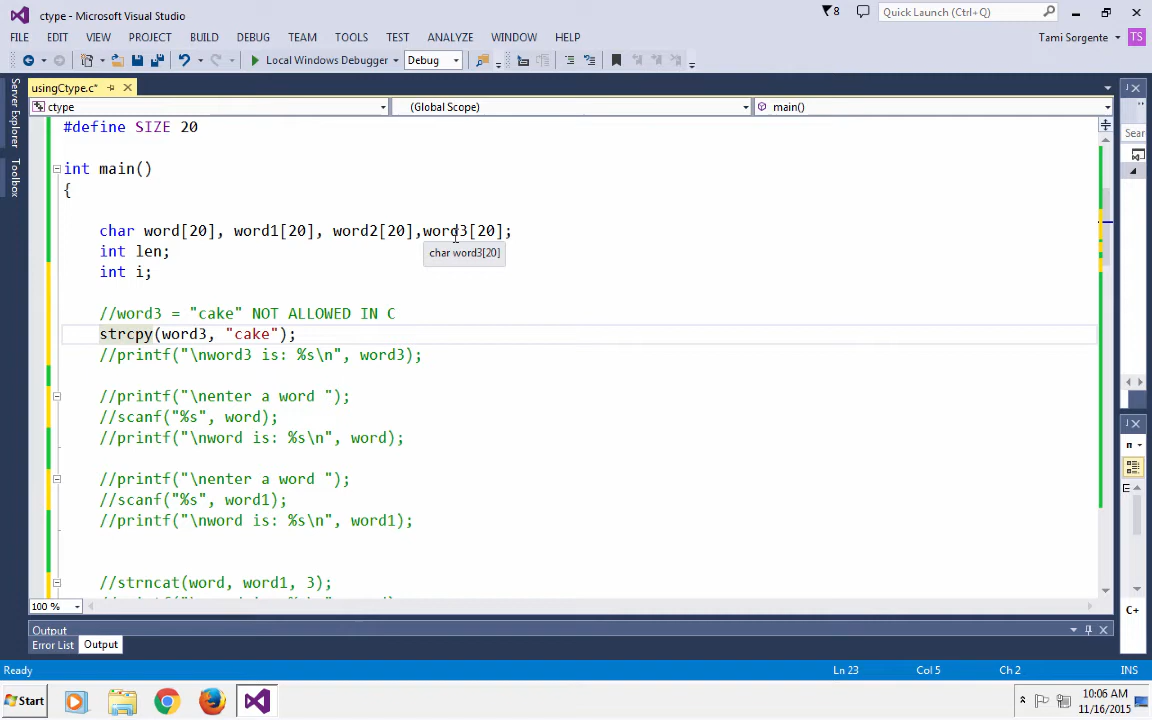 ctype - Microsoft Visual Studio
8
Quick Launch (Ctrl+Q)
FILE EDIT VIEW PROJECT BUILD DEBUG TEAM TOOLS TEST ANALYZE WINDOW HELP
Tami Sorgente TS
Local Windows Debugger Debug
usingCtype.c*
ctype (Global Scope) main()
Server Explorer
Toolbox
Sear
#define SIZE 20
int main()
{
char word[20], word1[20], word2[20],word3[20];
char word3[20]
int len;
int i;
//word3 = "cake" NOT ALLOWED IN C
strcpy(word3, "cake");
//printf("\nword3 is: %s\n", word3);
//printf("\nenter a word ");
//scanf("%s", word);
//printf("\nword is: %s\n", word);
//printf("\nenter a word ");
//scanf("%s", word1);
//printf("\nword is: %s\n", word1);
//strncat(word, word1, 3);
100 %
C+
Output
Error List Output
Ready Ln 23 Col 5 Ch 2 INS
Start
10:06 AM
11/16/2015